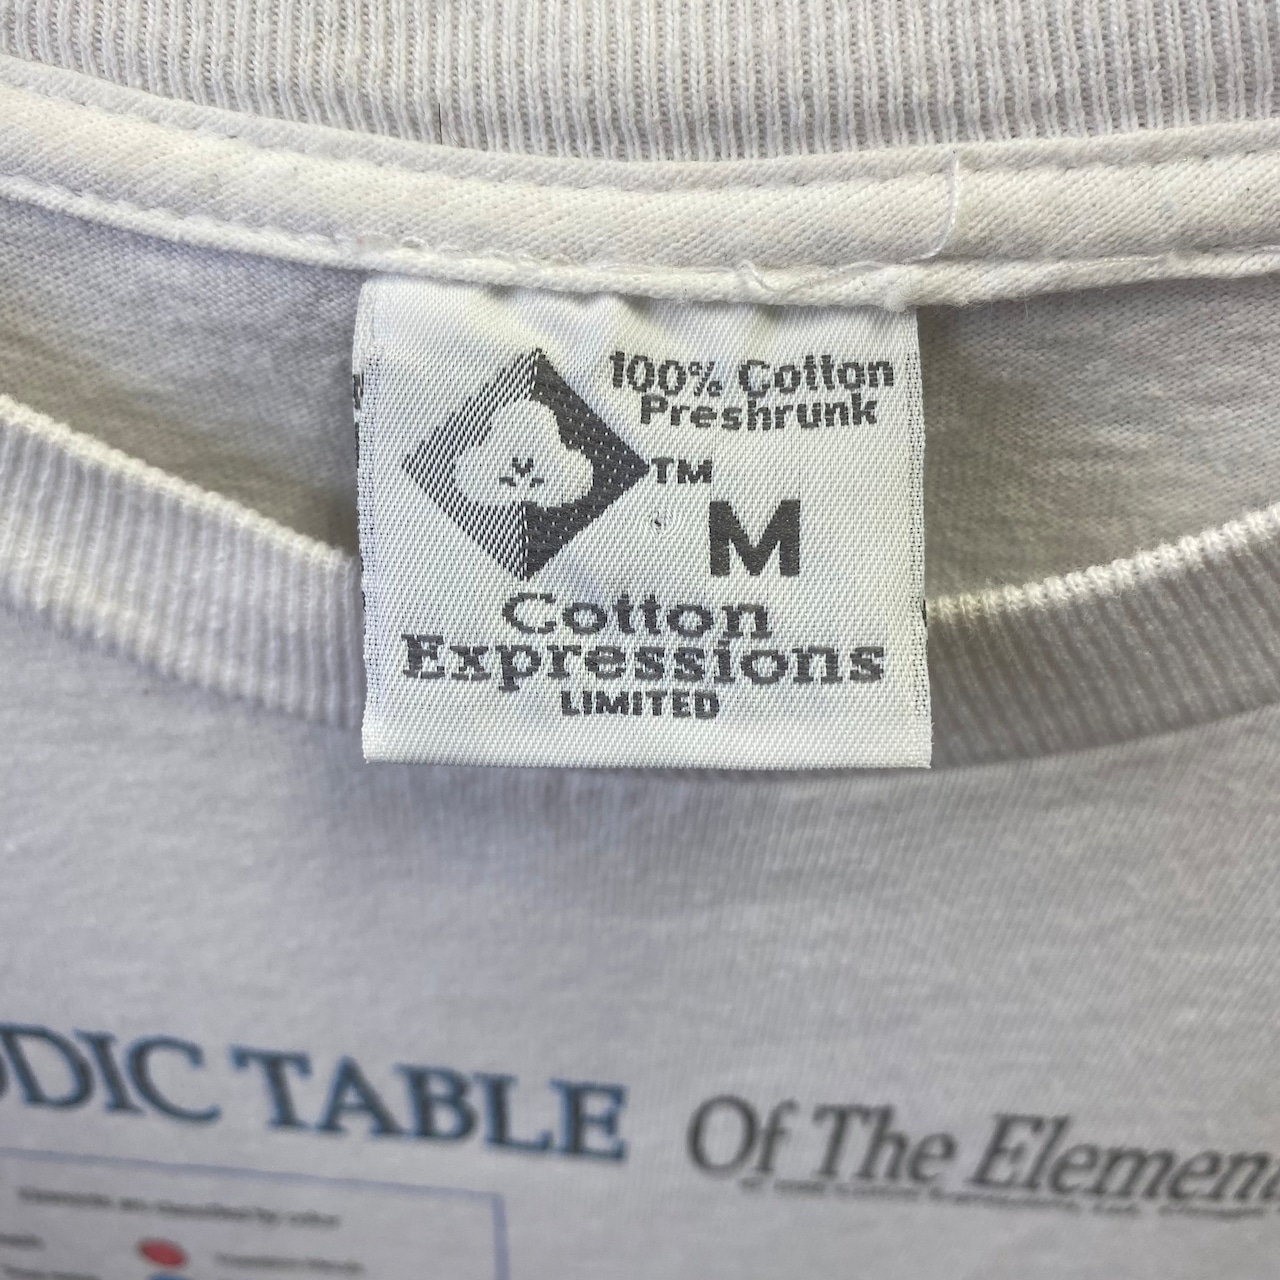 100% Cotton
Preshrunk
TM
M
Cotton
Expressions
LIMITED
ODIC TABLE Of The Elemen